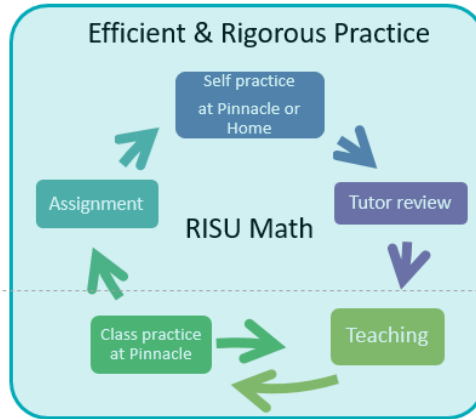 Efficient & Rigorous Practice
Self practice
at Pinnacle or
Home
Assignment
Tutor review
RISU Math
Class practice
at Pinnacle
Teaching